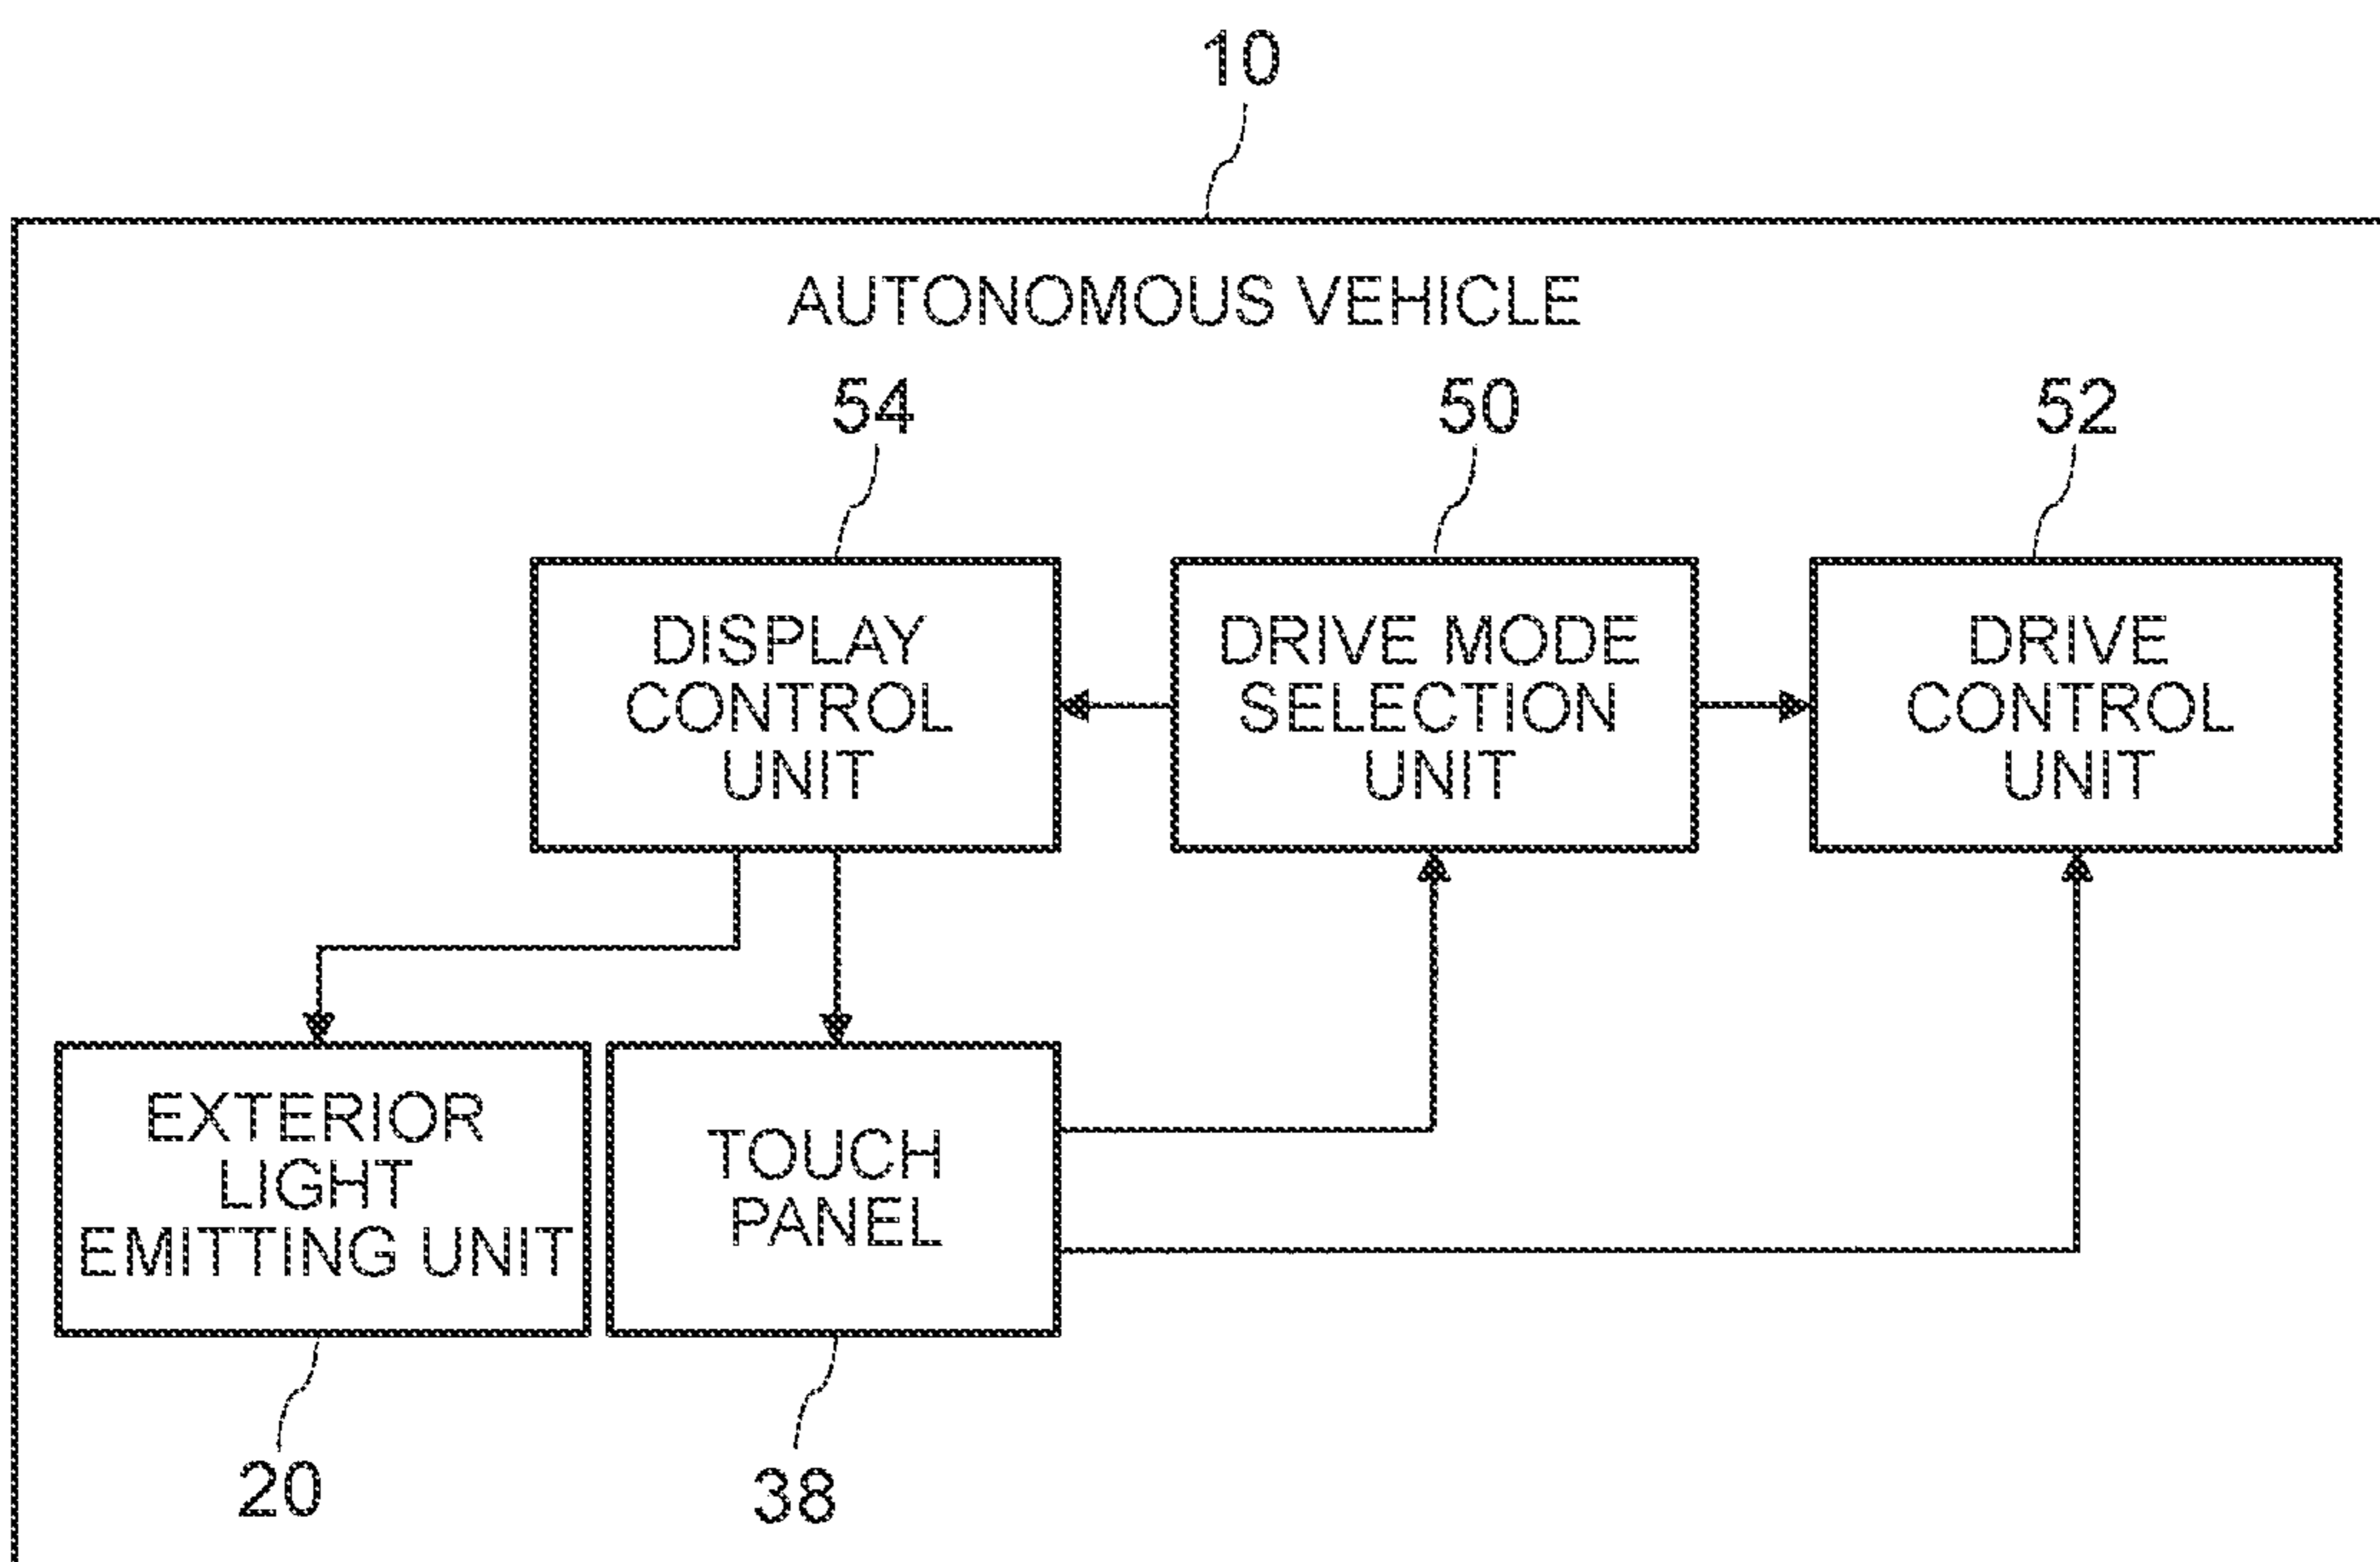 10
AUTONOMOUS VEHICLE
54
50
52
DISPLAY
CONTROL
UNIT
DRIVE MODE
SELECTION
UNIT
DRIVE
CONTROL
UNIT
EXTERIOR
LIGHT
EMITTING UNIT
TOUCH
PANEL
20
38